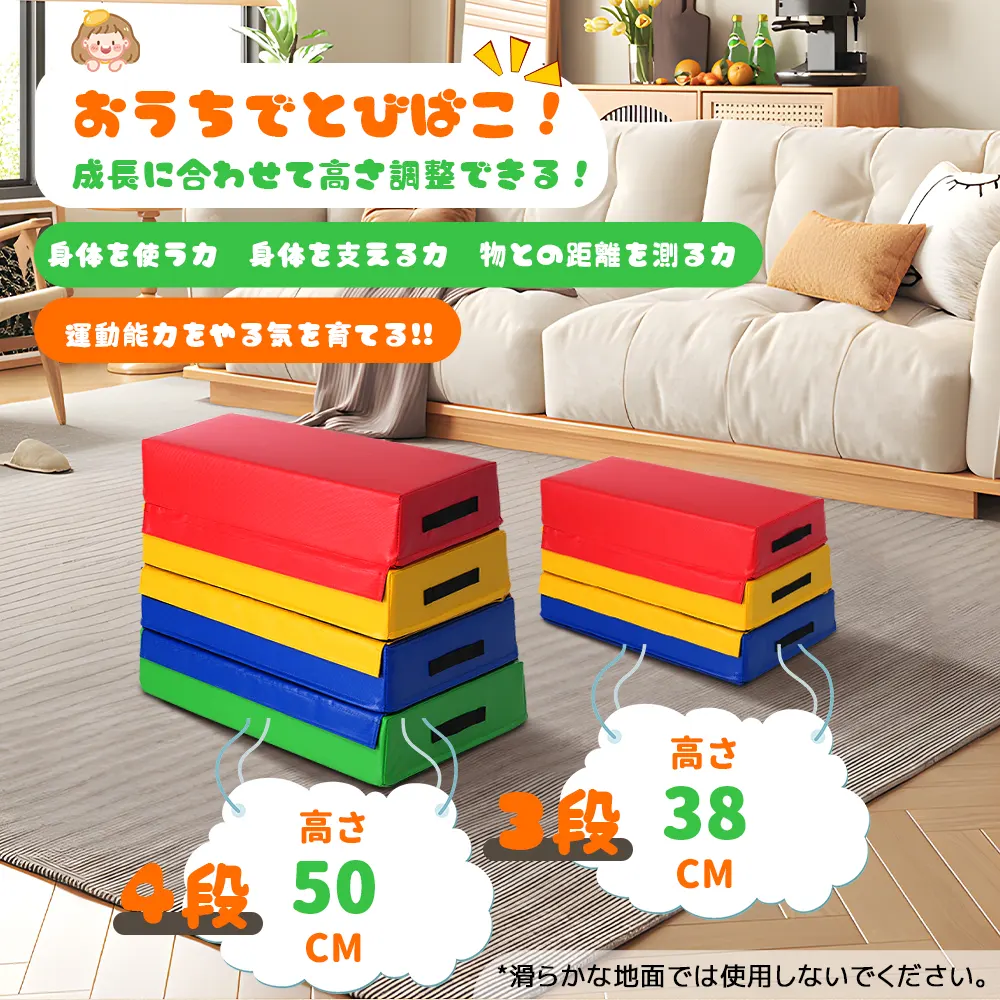 おうちでとびばこ！
成長に合わせて高さ調整できる！
身体を使う力　身体を支える力　物との距離を測る力
運動能力をやる気を育てる!!
高さ
38
CM
3段
高さ
50
CM
4段
*滑らかな地面では使用しないでください。